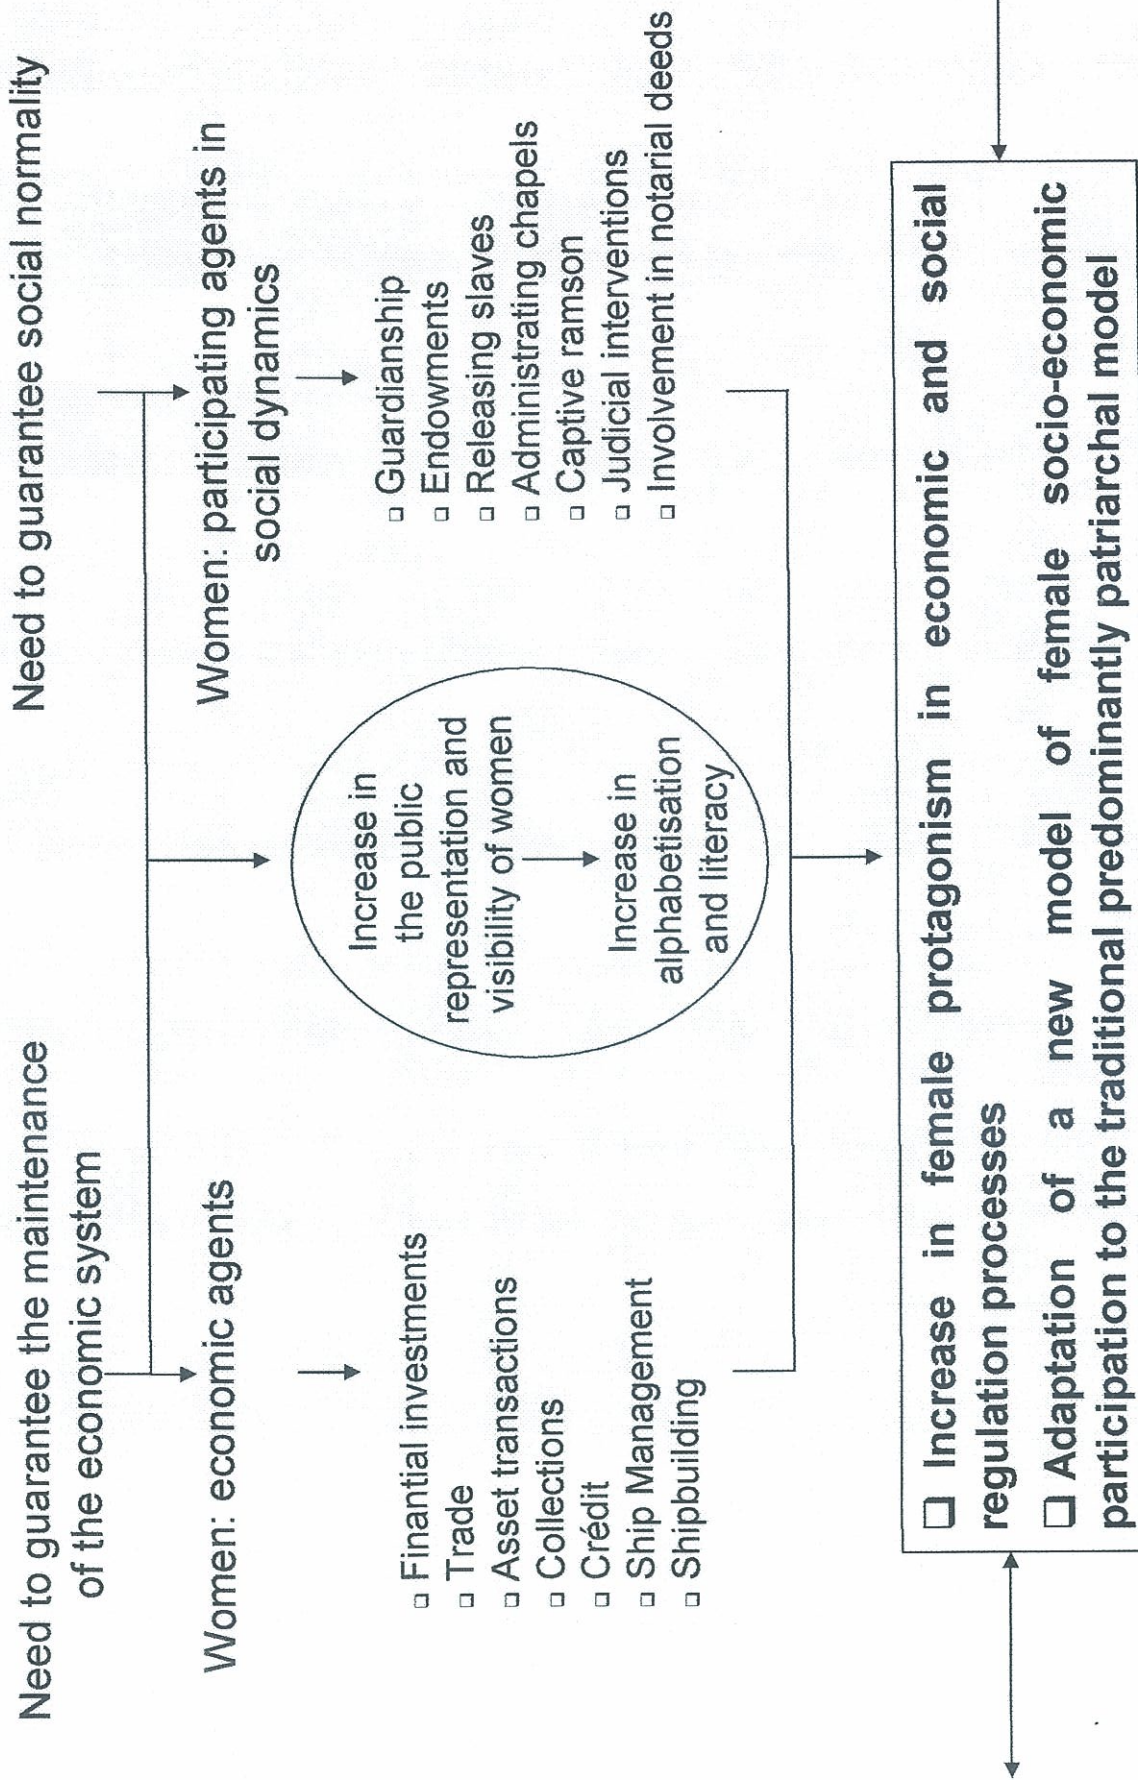 Need to guarantee the maintenance
of the economic system
Need to guarantee social normality
Women: economic agents
Women: participating agents in
social dynamics
❑ Finantial investments
❑ Trade
❑ Asset transactions
❑ Collections
❑ Crédit
❑ Ship Management
❑ Shipbuilding
Increase in
the public
representation and
visibility of women
Increase in
alphabetisation
and literacy
❑ Guardianship
❑ Endowments
❑ Releasing slaves
❑ Administrating chapels
❑ Captive ramson
❑ Judicial interventions
❑ Involvement in notarial deeds
❑ Increase in female protagonism in economic and social
regulation processes
❑ Adaptation of a new model of female socio-economic
participation to the traditional predominantly patriarchal model